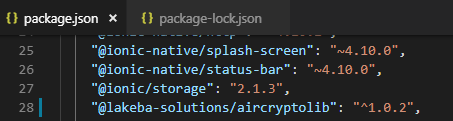 package.json package-lock.json
25 "@ionic-native/splash-screen": "~4.10.0",
26 "@ionic-native/status-bar": "~4.10.0",
27 "@ionic/storage": "2.1.3",
28 "@lakeba-solutions/aircryptolib": "^1.0.2",